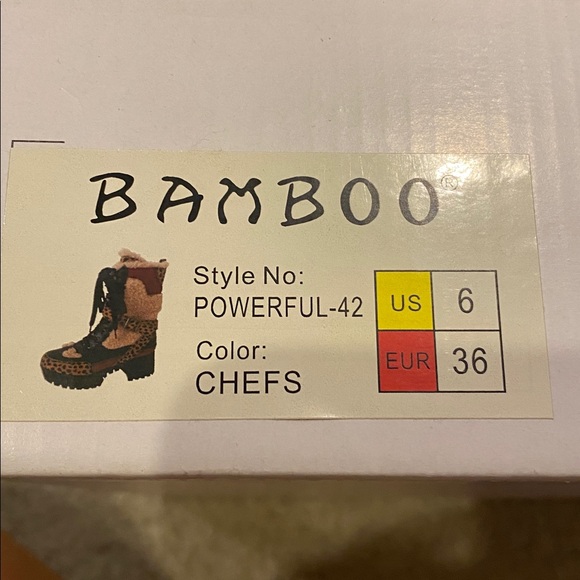 BAMBOO®
Style No:
POWERFUL-42
Color:
CHEFS
US 6
EUR 36